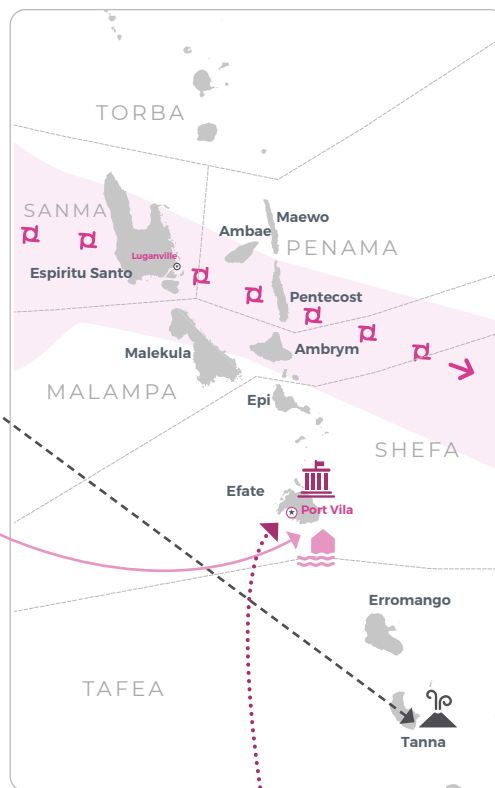 TORBA
SANMA
Maewo
Ambae
PENAMA
Luganville
Espiritu Santo
Pentecost
Malekula
Ambrym
MALAMPA
Epi
SHEFA
Efate
Port Vila
Erromango
TAFEA
Tanna